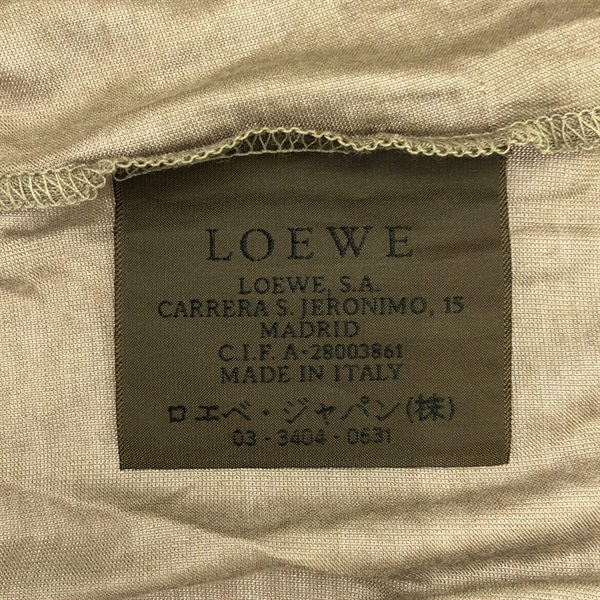 LOEWE
LOEWE, S.A.
CARRERA S. JERONIMO, 15
MADRID
C.I.F. A-28003861
MADE IN ITALY
ロエベ・ジャパン(株)
03-3404-0631